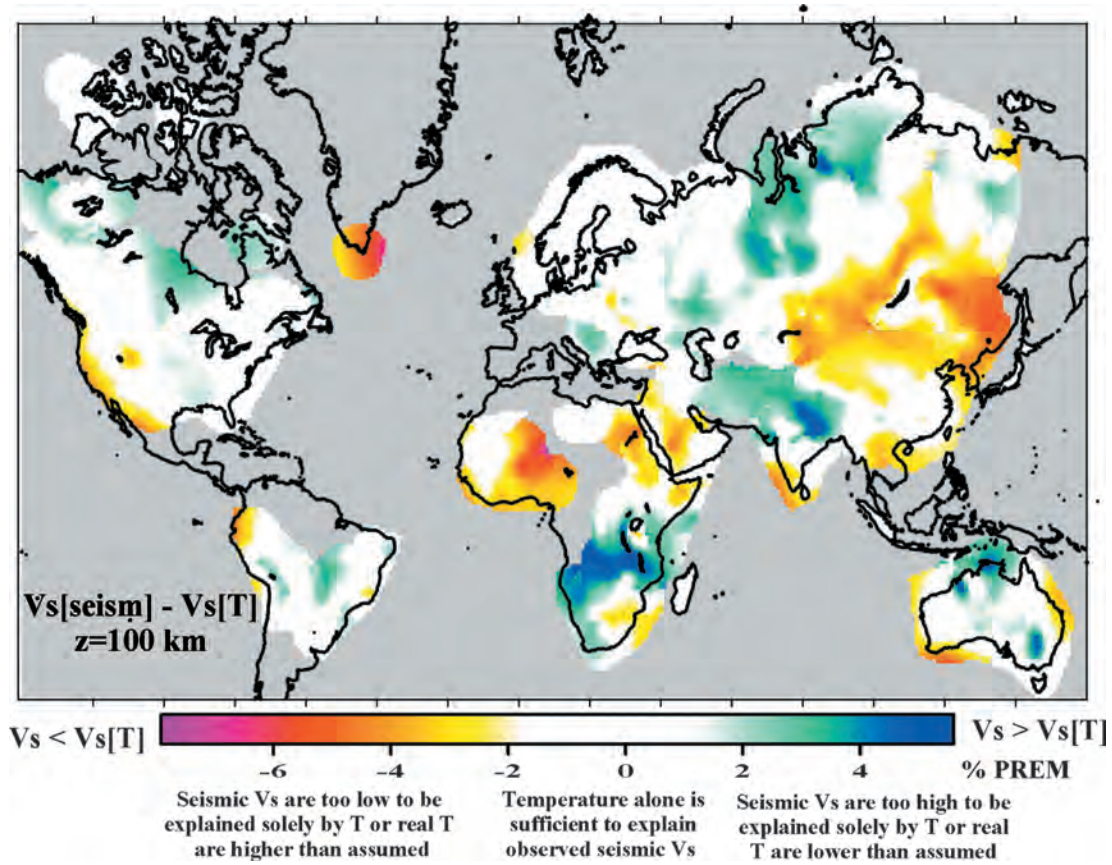 Vs[seism] - Vs[T]
z=100 km
Vs < Vs[T]
Vs > Vs[T]
-6 -4 -2 0 2 4 % PREM
Seismic Vs are too low to be
explained solely by T or real T
are higher than assumed
Temperature alone is
sufficient to explain
observed seismic Vs
Seismic Vs are too high to be
explained solely by T or real
T are lower than assumed